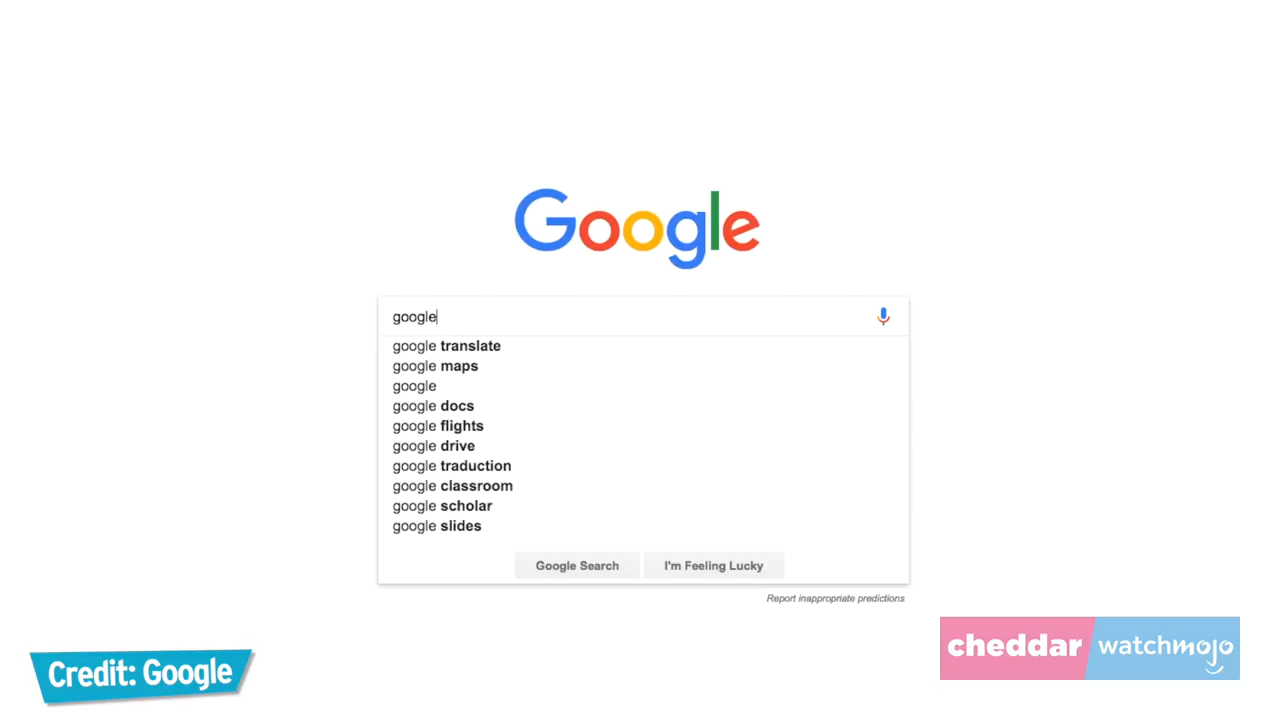 Google
google
google translate
google maps
google
google docs
google flights
google drive
google traduction
google classroom
google scholar
google slides
Google Search
I'm Feeling Lucky
Report inappropriate predictions
Credit: Google
cheddar watchmojo